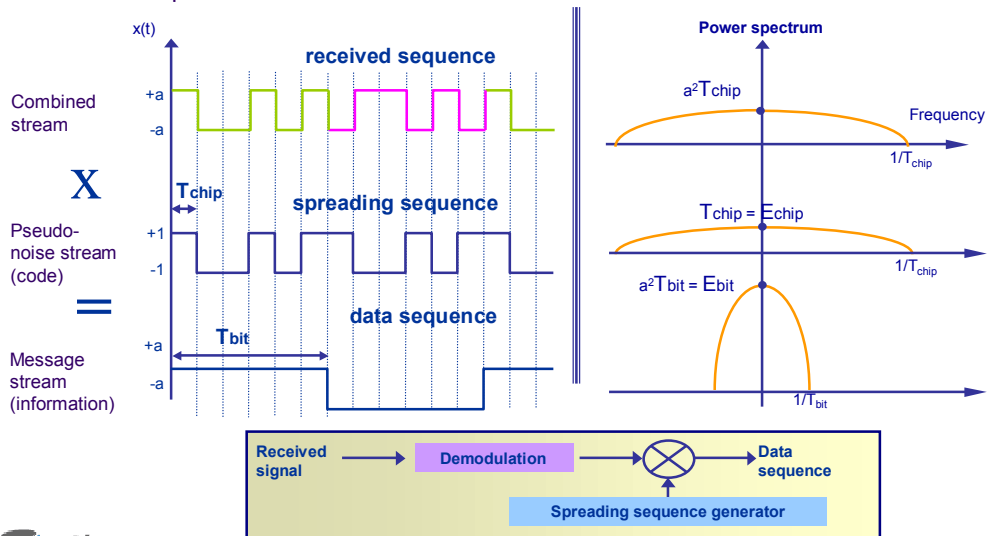 x(t)
received sequence
Combined
stream
+a
-a
X
Tchip
spreading sequence
Pseudo-
noise stream
(code)
+1
-1
=
data sequence
Tbit
Message
stream
(information)
+a
-a
Power spectrum
a²Tchip
Frequency
1/Tchip
Tchip = Echip
1/Tchip
a²Tbit = Ebit
1/Tbit
Received
signal
Demodulation
Data
sequence
Spreading sequence generator